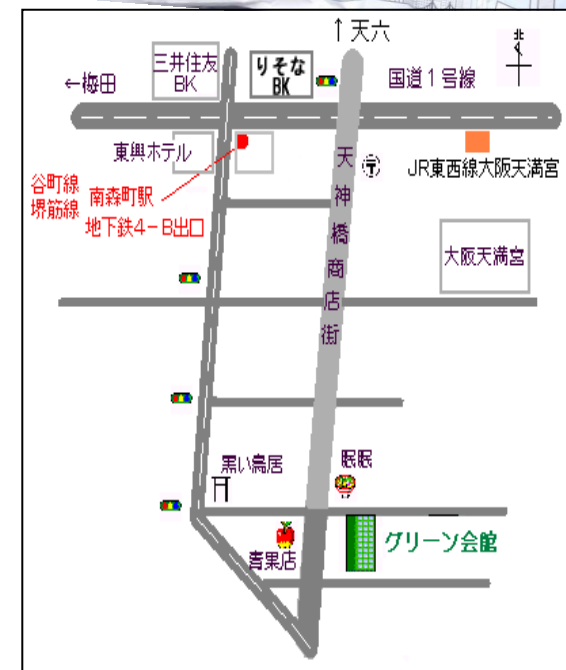 ↑天六
北
三井住友
BK
りそな
BK
←梅田
国道1号線
東興ホテル
谷町線
堺筋線
南森町駅
地下鉄4-B出口
天神橋商店街
〒
JR東西線大阪天満宮
大阪天満宮
黒い鳥居
眠眠
青果店
グリーン会館